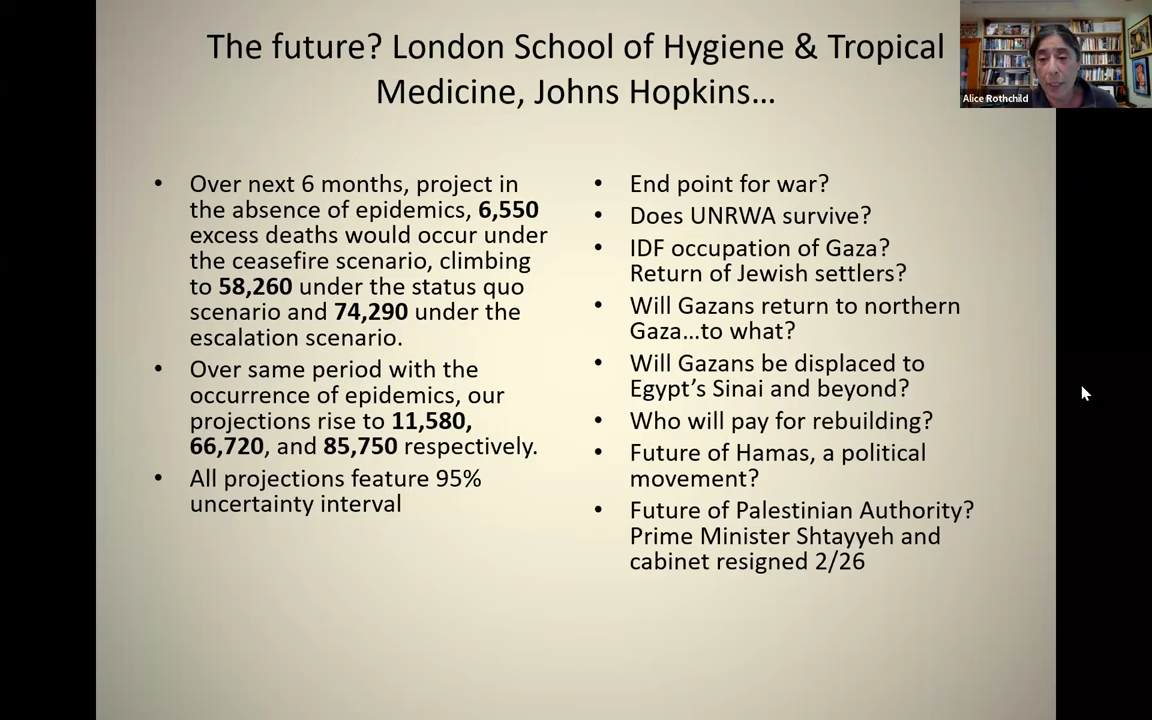 The future? London School of Hygiene & Tropical
Medicine, Johns Hopkins…
Alice Rothchild
• Over next 6 months, project in
the absence of epidemics, 6,550
excess deaths would occur under
the ceasefire scenario, climbing
to 58,260 under the status quo
scenario and 74,290 under the
escalation scenario.
• Over same period with the
occurrence of epidemics, our
projections rise to 11,580,
66,720, and 85,750 respectively.
• All projections feature 95%
uncertainty interval
• End point for war?
• Does UNRWA survive?
• IDF occupation of Gaza?
Return of Jewish settlers?
• Will Gazans return to northern
Gaza…to what?
• Will Gazans be displaced to
Egypt’s Sinai and beyond?
• Who will pay for rebuilding?
• Future of Hamas, a political
movement?
• Future of Palestinian Authority?
Prime Minister Shtayyeh and
cabinet resigned 2/26